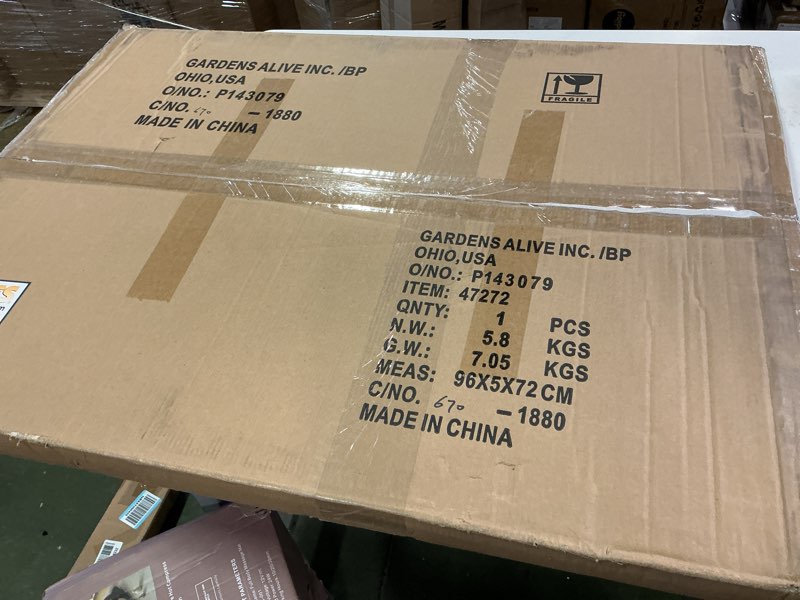 GARDENS ALIVE INC. /BP
OHIO,USA
O/NO.: P143079
C/NO. 670 – 1880
MADE IN CHINA
FRAGILE
GARDENS ALIVE INC. /BP
OHIO,USA
O/NO.: P143079
ITEM: 47272
QNTY: 1 PCS
N.W.: 5.8 KGS
G.W.: 7.05 KGS
MEAS: 96X5X72 CM
C/NO. 670 – 1880
MADE IN CHINA
PARAMETERS